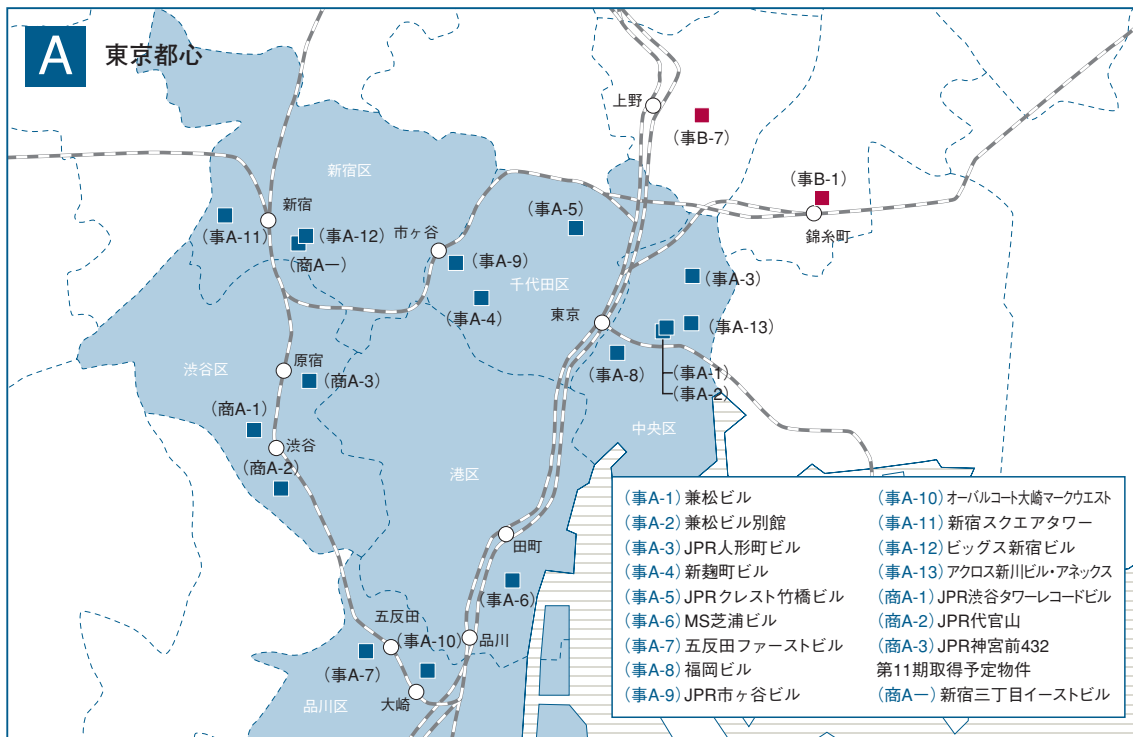 A 東京都心
上野
(事B-7)
新宿区
(事B-1)
錦糸町
新宿
(事A-11)
(事A-12)
(商A一)
市ヶ谷
(事A-5)
(事A-9)
千代田区
(事A-4)
(事A-3)
東京
(事A-13)
(事A-8)
(事A-1)
(事A-2)
渋谷区
原宿
(商A-3)
(商A-1)
渋谷
(商A-2)
中央区
港区
田町
(事A-6)
五反田
(事A-10)
品川
(事A-7)
大崎
品川区
(事A-1) 兼松ビル
(事A-2) 兼松ビル別館
(事A-3) JPR人形町ビル
(事A-4) 新麹町ビル
(事A-5) JPRクレスト竹橋ビル
(事A-6) MS芝浦ビル
(事A-7) 五反田ファーストビル
(事A-8) 福岡ビル
(事A-9) JPR市ヶ谷ビル
(事A-10) オーバルコート大崎マークウエスト
(事A-11) 新宿スクエアタワー
(事A-12) ビッグス新宿ビル
(事A-13) アクロス新川ビル・アネックス
(商A-1) JPR渋谷タワーレコードビル
(商A-2) JPR代官山
(商A-3) JPR神宮前432
第11期取得予定物件
(商A一) 新宿三丁目イーストビル